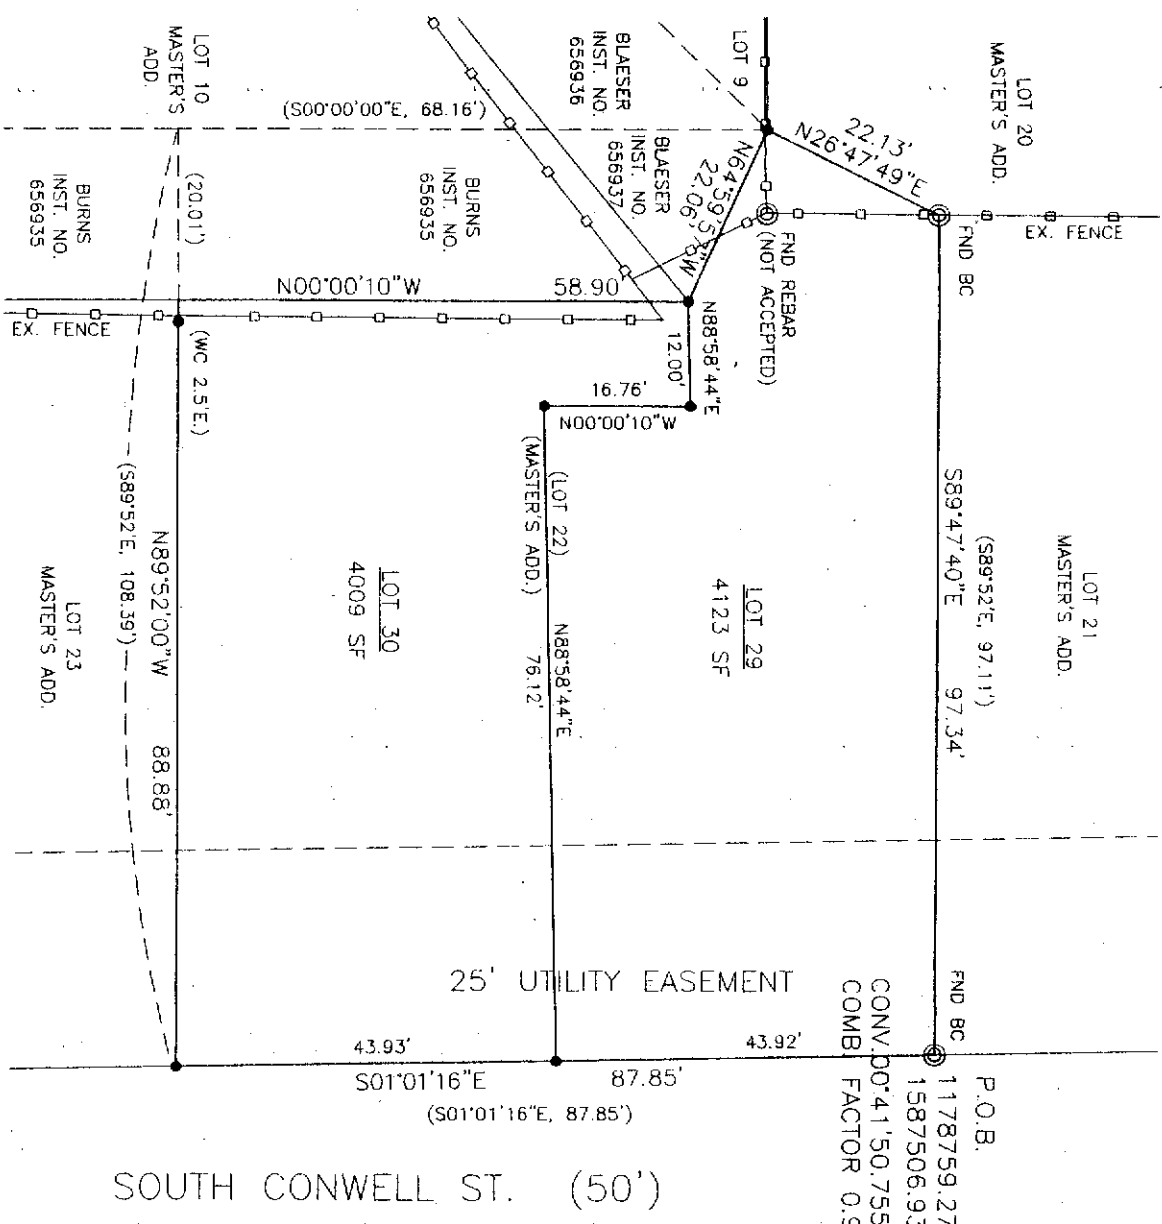 LOT 10
MASTER'S
ADD.
(S00°00'00"E, 68.16')
BLAESER
INST. NO.
656936
LOT 9
LOT 20
MASTER'S ADD.
22.13'
N26°47'49"E
BLAESER
INST. NO.
656937
BURNS
INST. NO.
656935
BURNS
INST. NO.
656935
(20.01')
22.06'
FND REBAR
(NOT ACCEPTED)
FND BC
EX. FENCE
N00°00'10"W
58.90'
EX. FENCE
N88°58'44"E
12.00'
(WC 2.5'E.)
16.76'
N00°00'10"W
(S89°52'E, 108.39')
N89°52'00"W 88.88'
(LOT 22)
(MASTER'S ADD.)
N88°58'44"E
76.12'
(S89°52'E, 97.11')
S89°47'40"E 97.34'
LOT 21
MASTER'S ADD.
LOT 23
MASTER'S ADD.
LOT 30
4009 SF
LOT 29
4123 SF
25' UTILITY EASEMENT
FND BC
43.93'
43.92'
S01°01'16"E
87.85'
(S01°01'16"E, 87.85')
P.O.B.
1178759.27
1587506.93
CONV. 00°41'50.755
COMB. FACTOR 0.9
SOUTH CONWELL ST. (50')